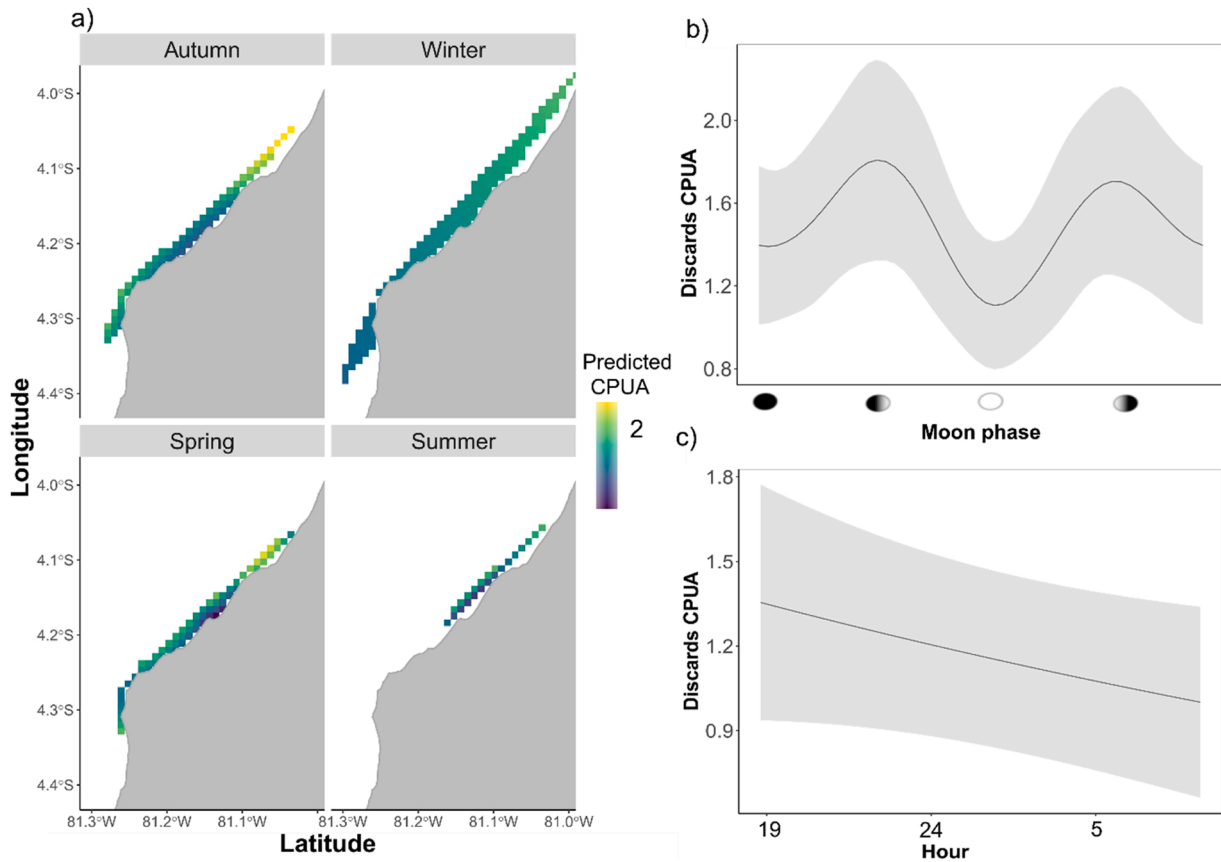 a)
Autumn
Winter
4.0°S
4.1°S
4.2°S
4.3°S
4.4°S
Spring
Summer
4.0°S
4.1°S
4.2°S
4.3°S
4.4°S
81.3°W
81.2°W
81.1°W
81.3°W
81.2°W
81.1°W
81.0°W
Longitude
Latitude
Predicted
CPUA
2
b)
Discards CPUA
2.0
1.6
1.2
0.8
Moon phase
c)
Discards CPUA
1.8
1.5
1.2
0.9
19
24
5
Hour